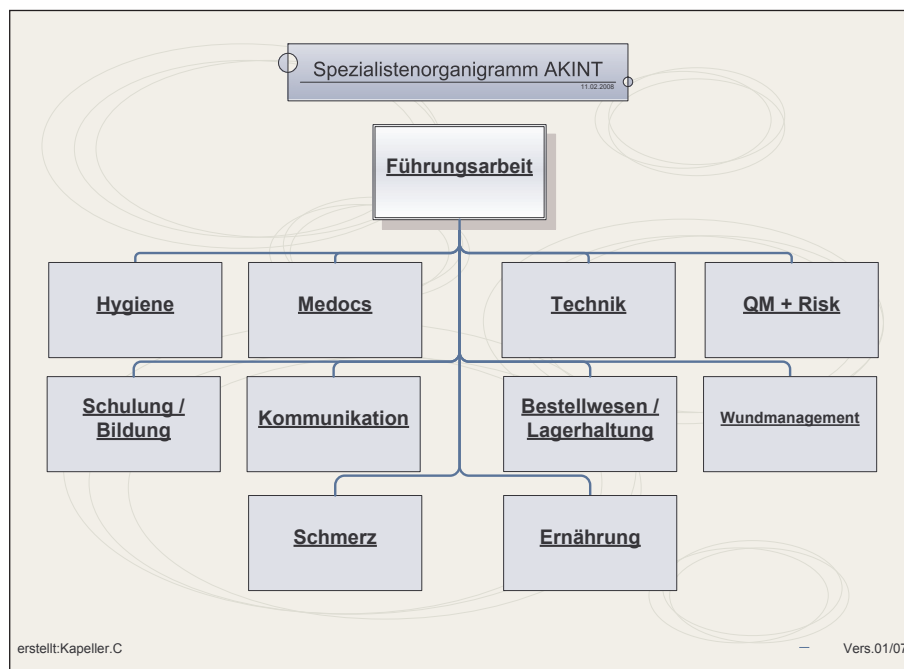 Spezialistenorganigramm AKINT
11.02.2008
Führungsarbeit
Hygiene
Medocs
Technik
QM + Risk
Schulung /
Bildung
Kommunikation
Bestellwesen /
Lagerhaltung
Wundmanagement
Schmerz
Ernährung
erstellt:Kapeller.C
Vers.01/07